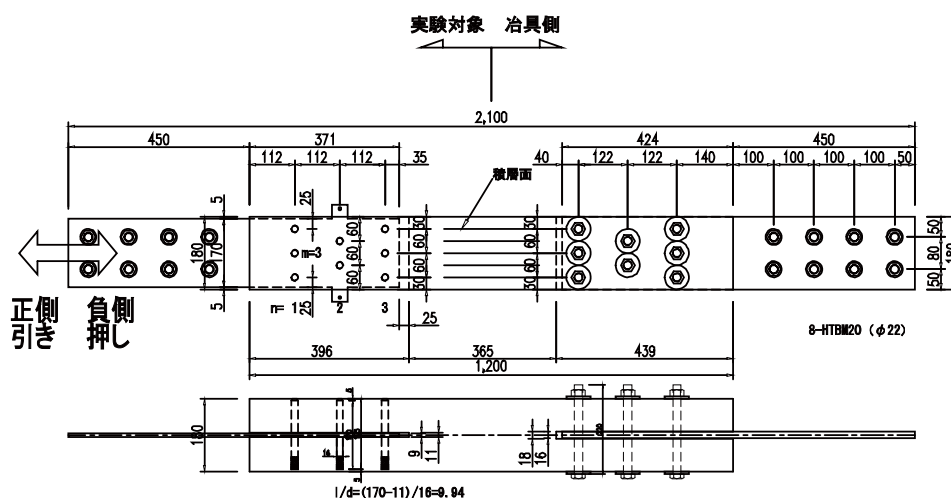 実験対象 冶具側
2,100
450 371 424 450
112 112 112 35 40 122 122 140 100 100 100 100 50
積層面
5 25 30 30 50
180 170 m=3 60 60 60 60 60 60 80 180
5 25 30 30 50
n= 1 2 3
25
正側 負側
引き 押し
8-HTBM20 (φ22)
396 365 439
1,200
180 16 9 11 18 16
l/d=(170-11)/16=9.94